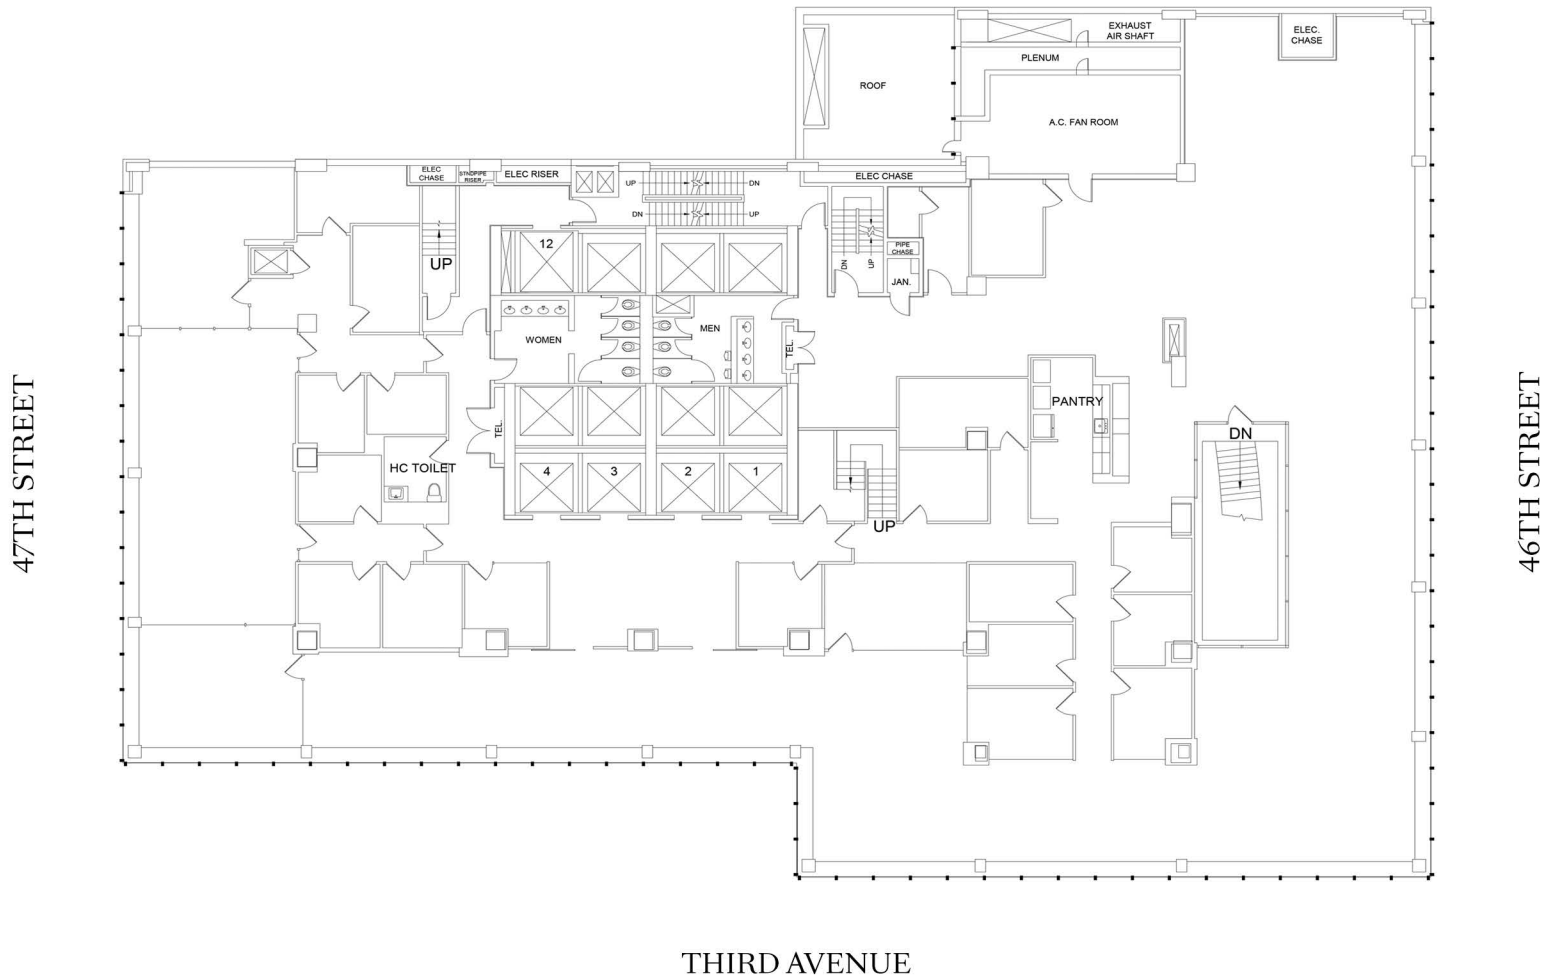 EXHAUST
AIR SHAFT
ELEC.
CHASE
PLENUM
ROOF
A.C. FAN ROOM
ELEC
CHASE
STNDPIPE
RISER
ELEC RISER
ELEC CHASE
UP
DN
DN
UP
12
UP
PIPE
CHASE
DN
UP
JAN.
WOMEN
MEN
TEL.
PANTRY
TEL.
DN
HC TOILET
4
3
2
1
UP
47TH STREET
46TH STREET
THIRD AVENUE